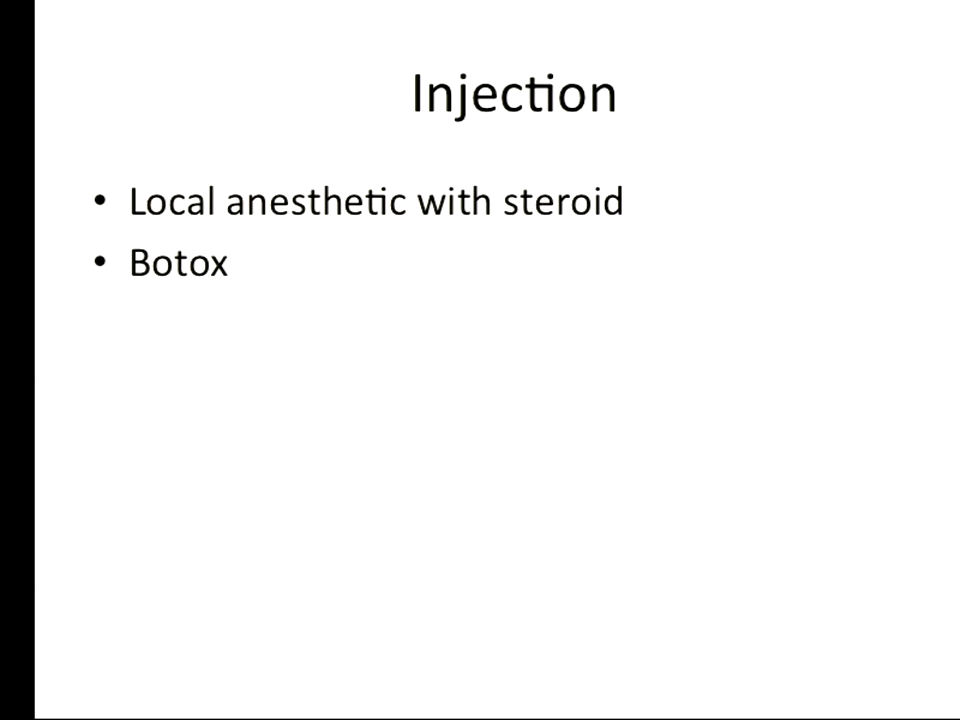 Injection
• Local anesthetic with steroid
• Botox